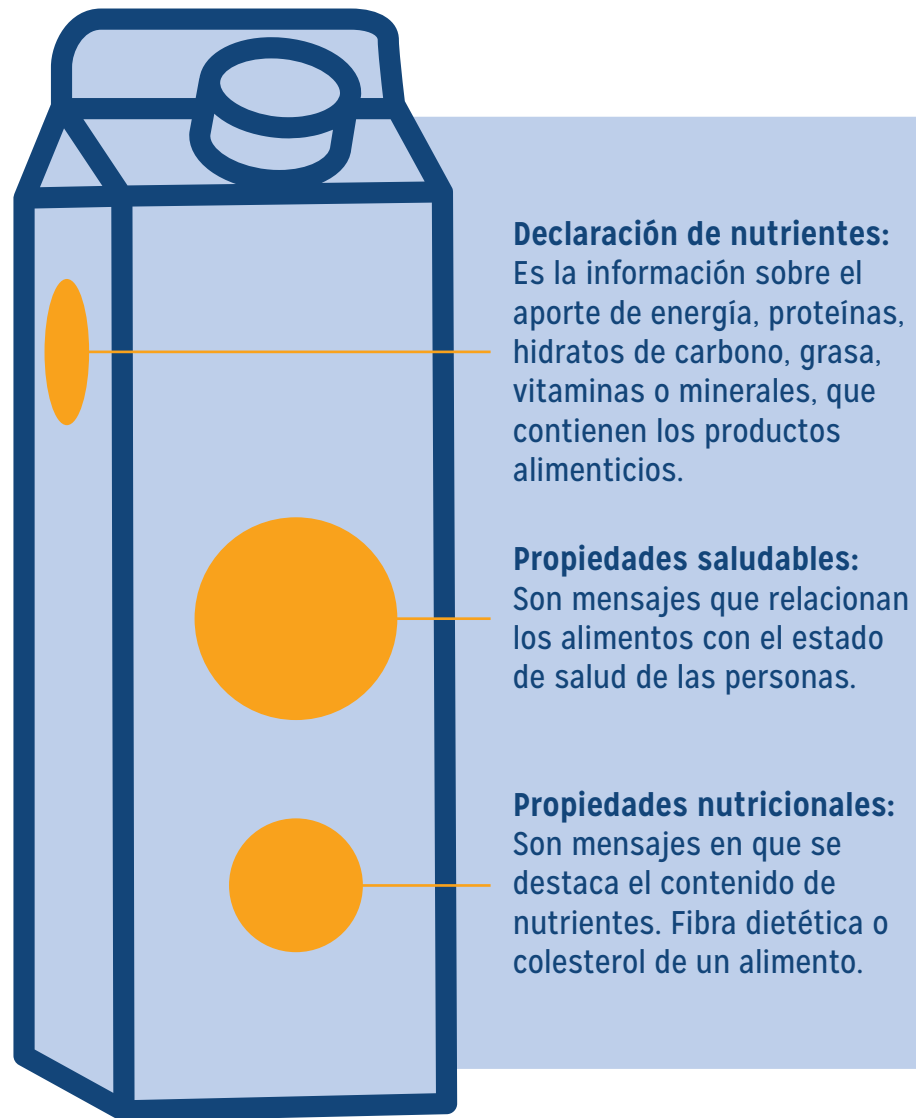 Declaración de nutrientes:
Es la información sobre el
aporte de energía, proteínas,
hidratos de carbono, grasa,
vitaminas o minerales, que
contienen los productos
alimenticios.
Propiedades saludables:
Son mensajes que relacionan
los alimentos con el estado
de salud de las personas.
Propiedades nutricionales:
Son mensajes en que se
destaca el contenido de
nutrientes. Fibra dietética o
colesterol de un alimento.